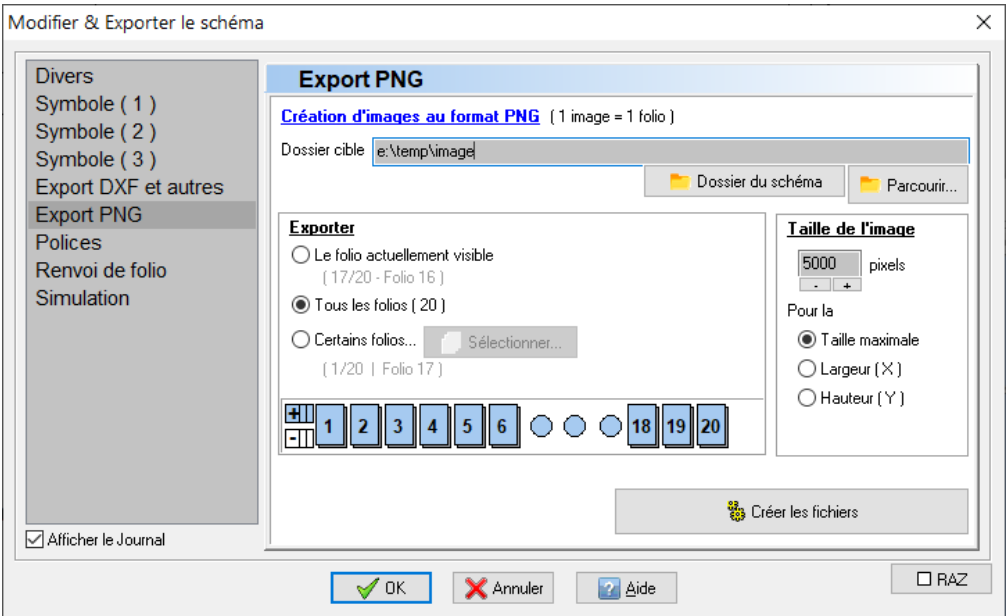 Modifier & Exporter le schéma
Divers
Symbole ( 1 )
Symbole ( 2 )
Symbole ( 3 )
Export DXF et autres
Export PNG
Polices
Renvoi de folio
Simulation
Afficher le Journal
Export PNG
Création d'images au format PNG ( 1 image = 1 folio )
Dossier cible e:\temp\image
Dossier du schéma
Parcourir...
Exporter
Le folio actuellement visible
( 17/20 - Folio 16 )
Tous les folios ( 20 )
Certains folios... Sélectionner...
( 1/20 | Folio 17 )
+ 1 2 3 4 5 6 18 19 20
-
Taille de l'image
5000 pixels
- +
Pour la
Taille maximale
Largeur ( X )
Hauteur ( Y )
Créer les fichiers
OK
Annuler
Aide
RAZ